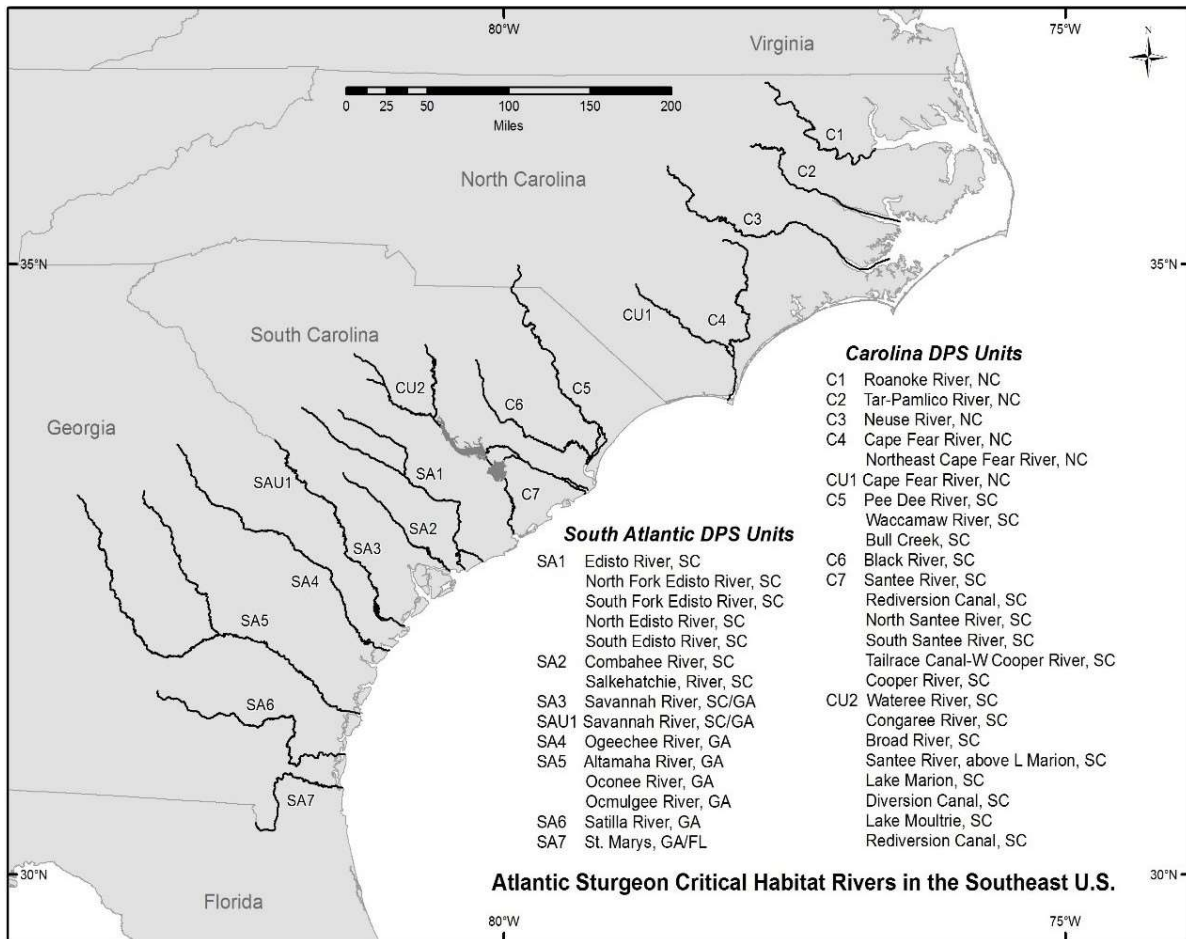 80°W
75°W
Virginia
N
0 25 50 100 150 200
Miles
C1
C2
North Carolina
C3
35°N
35°N
CU1
C4
South Carolina
CU2
C5
C6
Georgia
SA1
SAU1
C7
SA2
SA3
SA4
SA5
SA6
SA7
Florida
Carolina DPS Units
C1 Roanoke River, NC
C2 Tar-Pamlico River, NC
C3 Neuse River, NC
C4 Cape Fear River, NC
Northeast Cape Fear River, NC
CU1 Cape Fear River, NC
C5 Pee Dee River, SC
Waccamaw River, SC
Bull Creek, SC
C6 Black River, SC
C7 Santee River, SC
Rediversion Canal, SC
North Santee River, SC
South Santee River, SC
Tailrace Canal-W Cooper River, SC
Cooper River, SC
CU2 Wateree River, SC
Congaree River, SC
Broad River, SC
Santee River, above L Marion, SC
Lake Marion, SC
Diversion Canal, SC
Lake Moultrie, SC
Rediversion Canal, SC
South Atlantic DPS Units
SA1 Edisto River, SC
North Fork Edisto River, SC
South Fork Edisto River, SC
North Edisto River, SC
South Edisto River, SC
SA2 Combahee River, SC
Salkehatchie, River, SC
SA3 Savannah River, SC/GA
SAU1 Savannah River, SC/GA
SA4 Ogeechee River, GA
SA5 Altamaha River, GA
Oconee River, GA
Ocmulgee River, GA
SA6 Satilla River, GA
SA7 St. Marys, GA/FL
30°N
30°N
Atlantic Sturgeon Critical Habitat Rivers in the Southeast U.S.
80°W
75°W